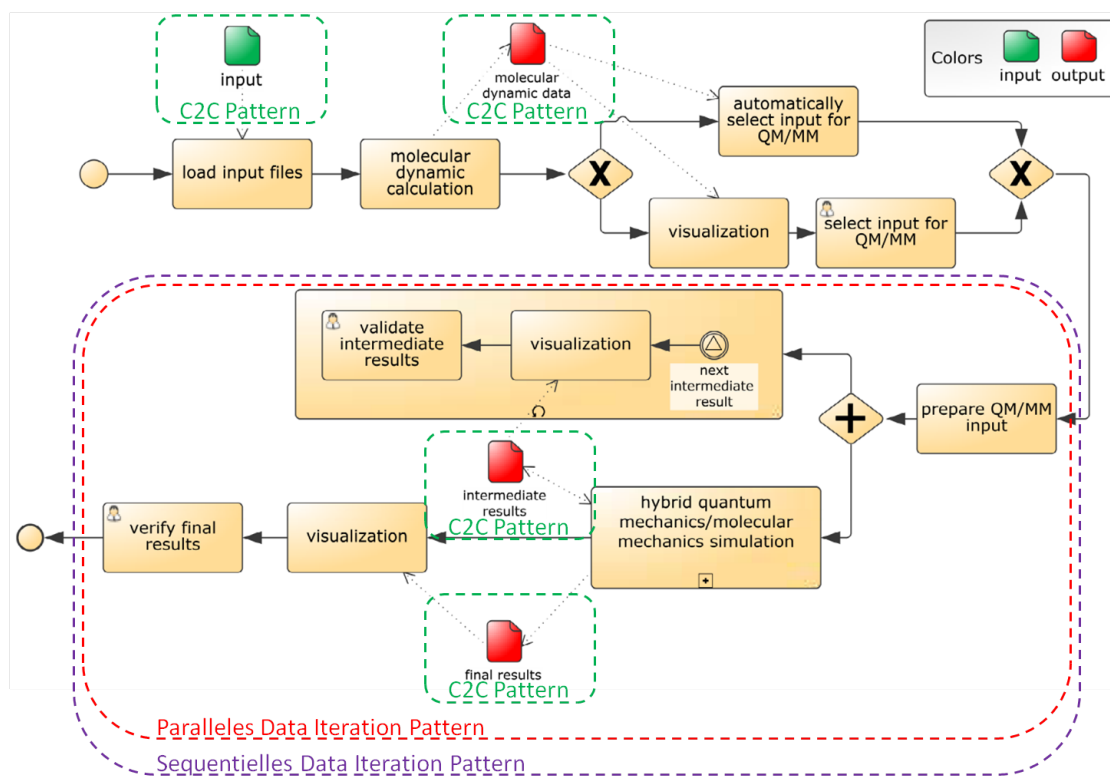 input
C2C Pattern
molecular
dynamic data
C2C Pattern
Colors
input
output
load input files
molecular
dynamic
calculation
X
automatically
select input for
QM/MM
X
visualization
select input for
QM/MM
validate
intermediate
results
visualization
next
intermediate
result
prepare QM/MM
input
intermediate
results
C2C Pattern
hybrid quantum
mechanics/molecular
mechanics simulation
verify final
results
visualization
final results
C2C Pattern
Paralleles Data Iteration Pattern
Sequentielles Data Iteration Pattern